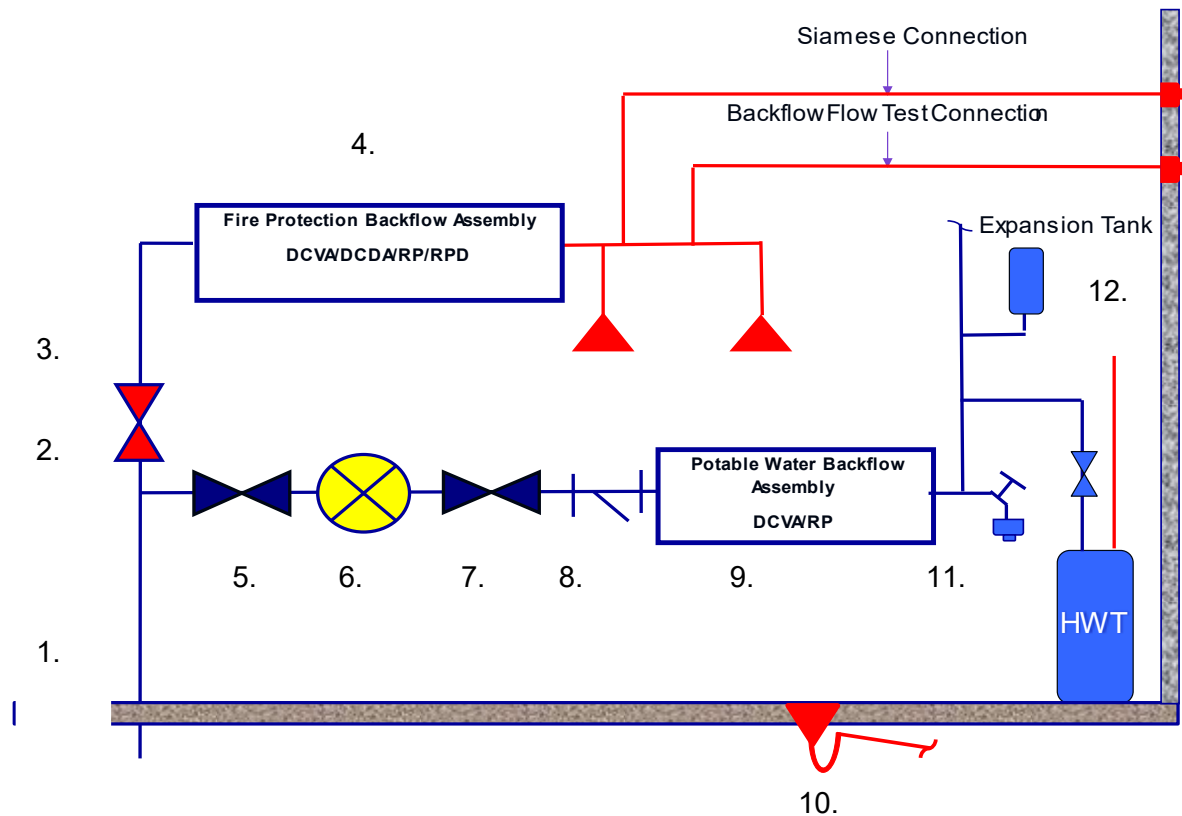 Siamese Connection
Backflow Flow Test Connection
4.
Fire Protection Backflow Assembly
DCVA/DCDA/RP/RPD
Expansion Tank
12.
3.
2.
Potable Water Backflow
Assembly
DCVA/RP
5.
6.
7.
8.
9.
11.
HWT
1.
10.